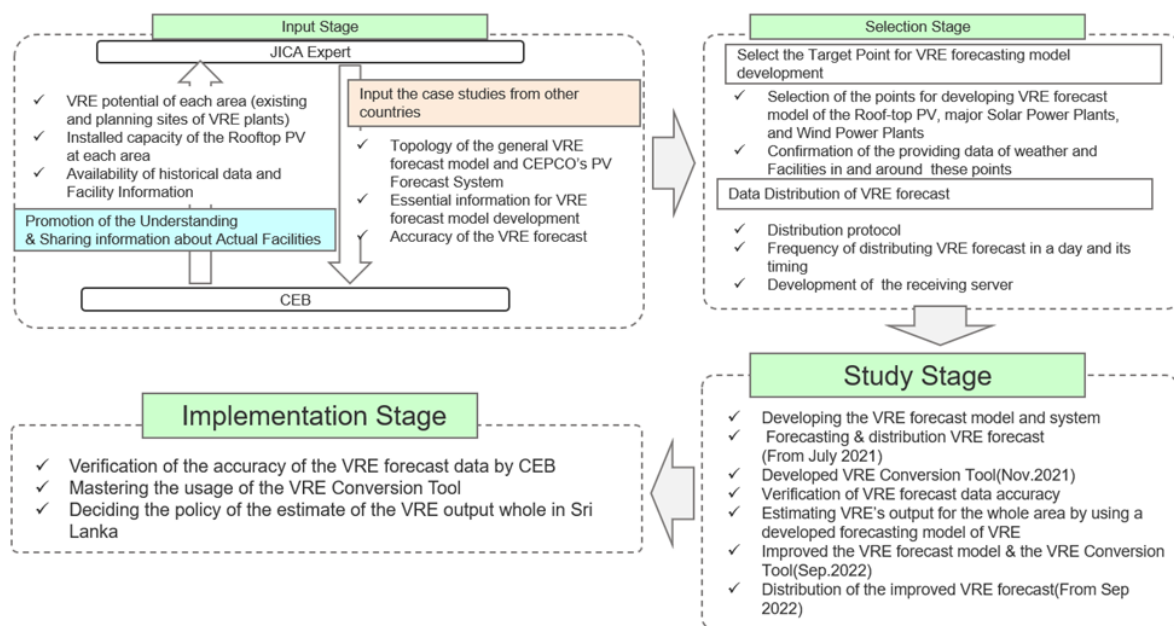 Input Stage
JICA Expert
✓ VRE potential of each area (existing
and planning sites of VRE plants)
✓ Installed capacity of the Rooftop PV
at each area
✓ Availability of historical data and
Facility Information
Promotion of the Understanding
& Sharing information about Actual Facilities
Input the case studies from other
countries
✓ Topology of the general VRE
forecast model and CEPCO's PV
Forecast System
✓ Essential information for VRE
forecast model development
✓ Accuracy of the VRE forecast
CEB
Selection Stage
Select the Target Point for VRE forecasting model
development
✓ Selection of the points for developing VRE forecast
model of the Roof-top PV, major Solar Power Plants,
and Wind Power Plants
✓ Confirmation of the providing data of weather and
Facilities in and around these points
Data Distribution of VRE forecast
✓ Distribution protocol
✓ Frequency of distributing VRE forecast in a day and its
timing
✓ Development of the receiving server
Study Stage
✓ Developing the VRE forecast model and system
✓ Forecasting & distribution VRE forecast
(From July 2021)
✓ Developed VRE Conversion Tool(Nov.2021)
✓ Verification of VRE forecast data accuracy
✓ Estimating VRE's output for the whole area by using a
developed forecasting model of VRE
✓ Improved the VRE forecast model & the VRE Conversion
Tool(Sep.2022)
✓ Distribution of the improved VRE forecast(From Sep
2022)
Implementation Stage
✓ Verification of the accuracy of the VRE forecast data by CEB
✓ Mastering the usage of the VRE Conversion Tool
✓ Deciding the policy of the estimate of the VRE output whole in Sri
Lanka